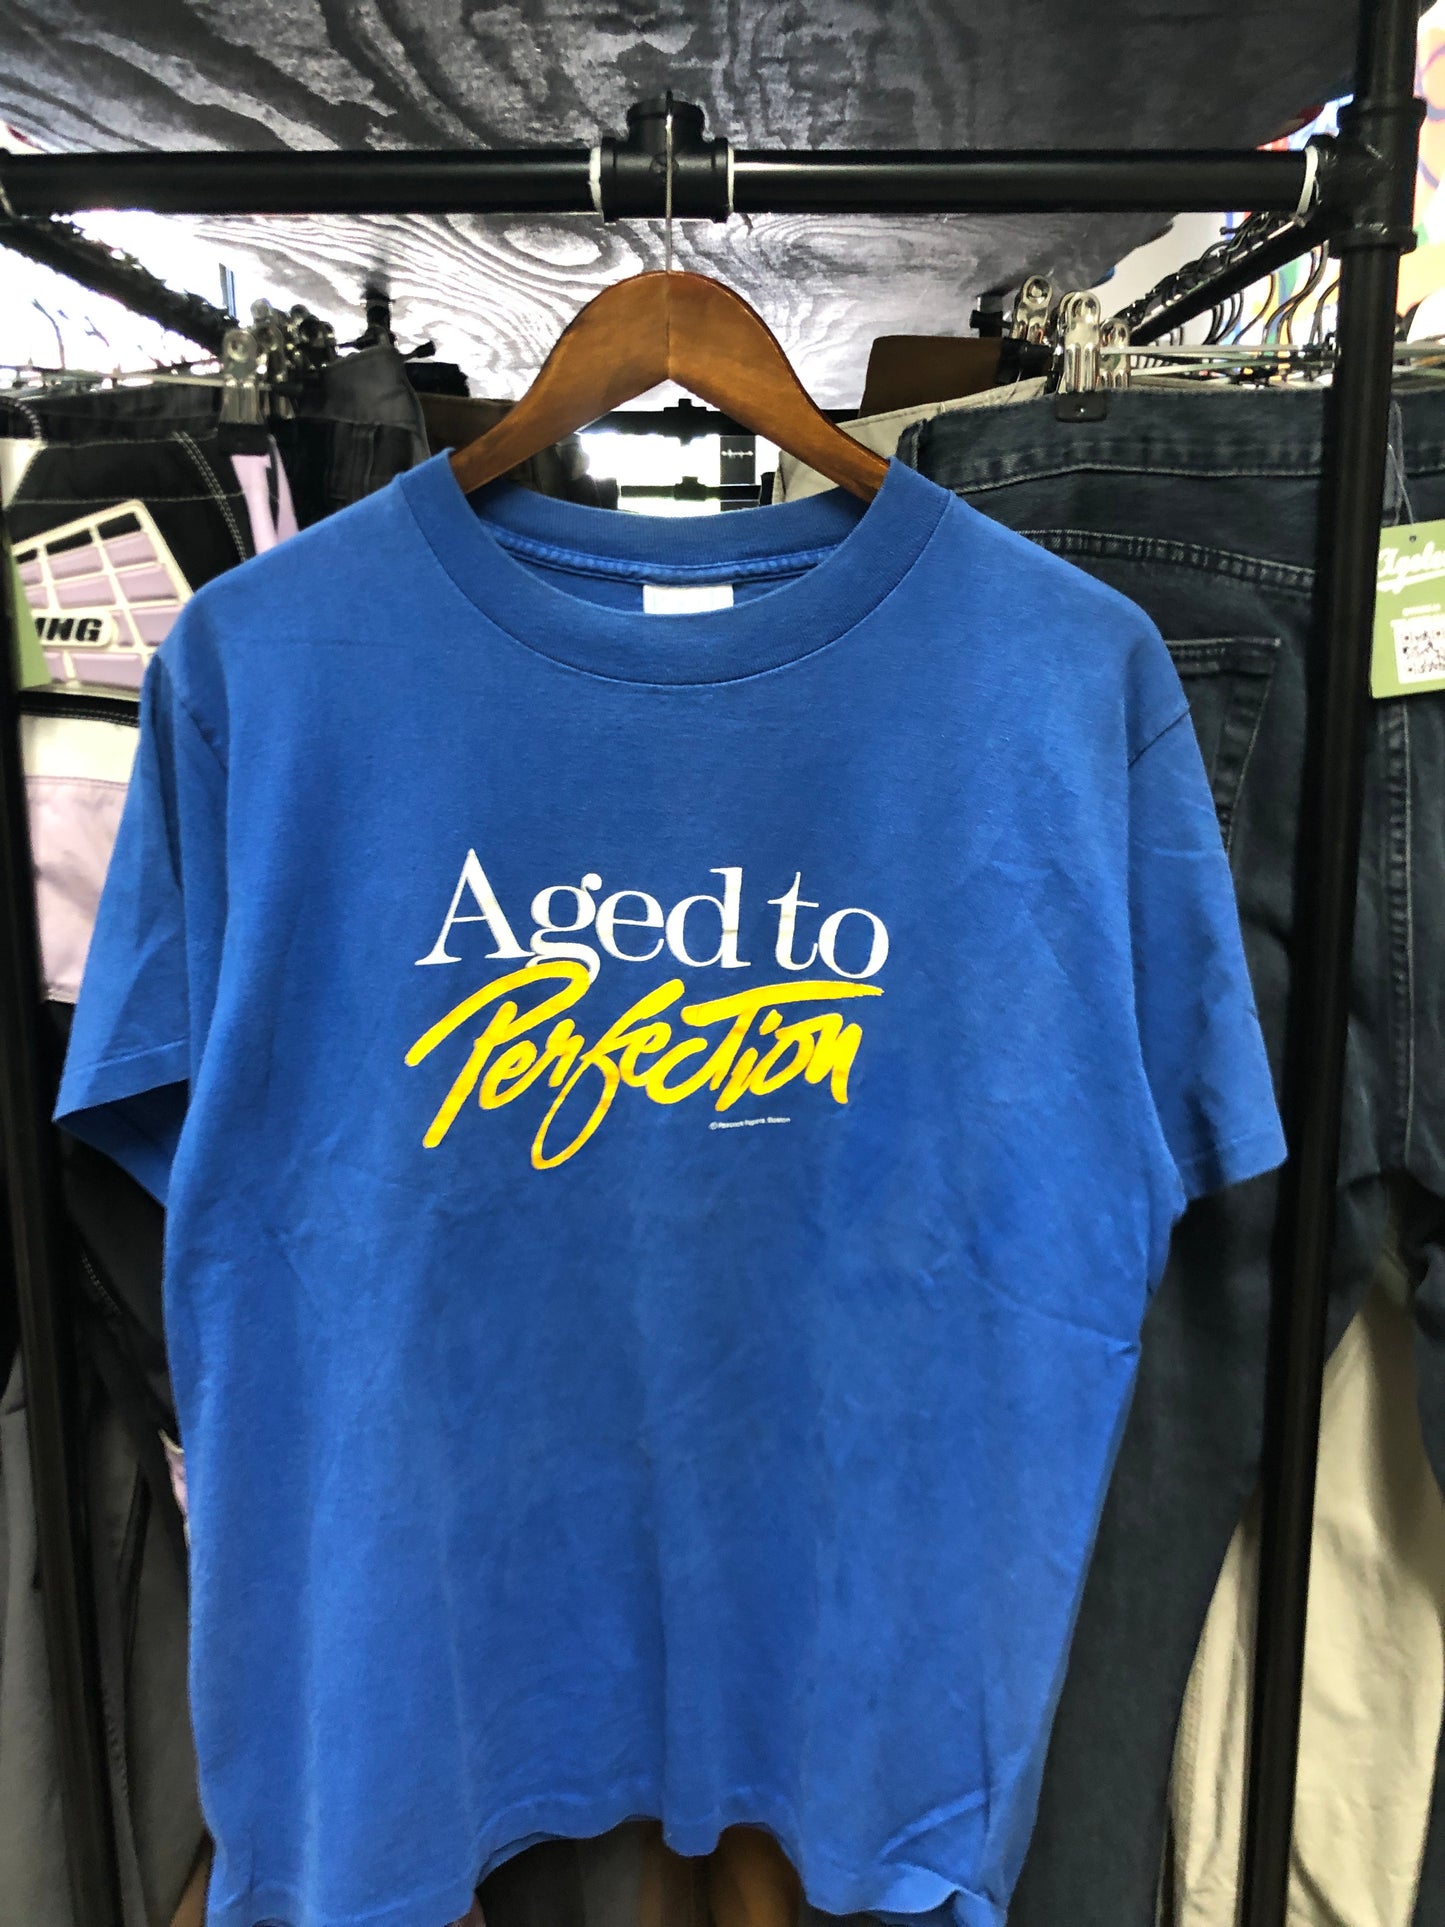 Aged to
Perfection